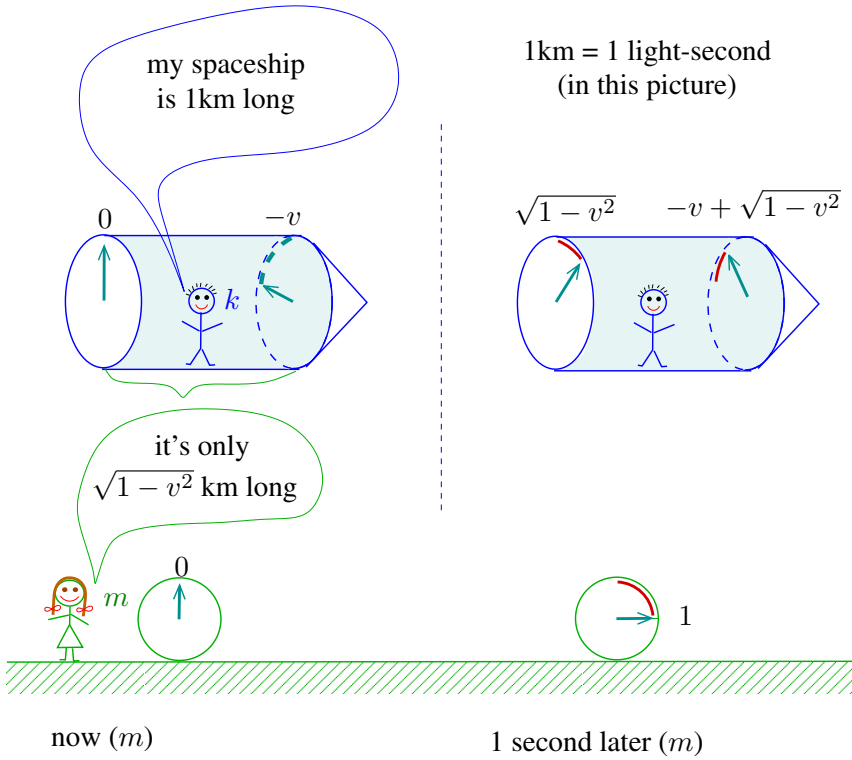 my spaceship
is 1km long
1km = 1 light-second
(in this picture)
0
−v
√1 − v²
−v + √1 − v²
k
it's only
√1 − v² km long
m
0
1
now (m)
1 second later (m)